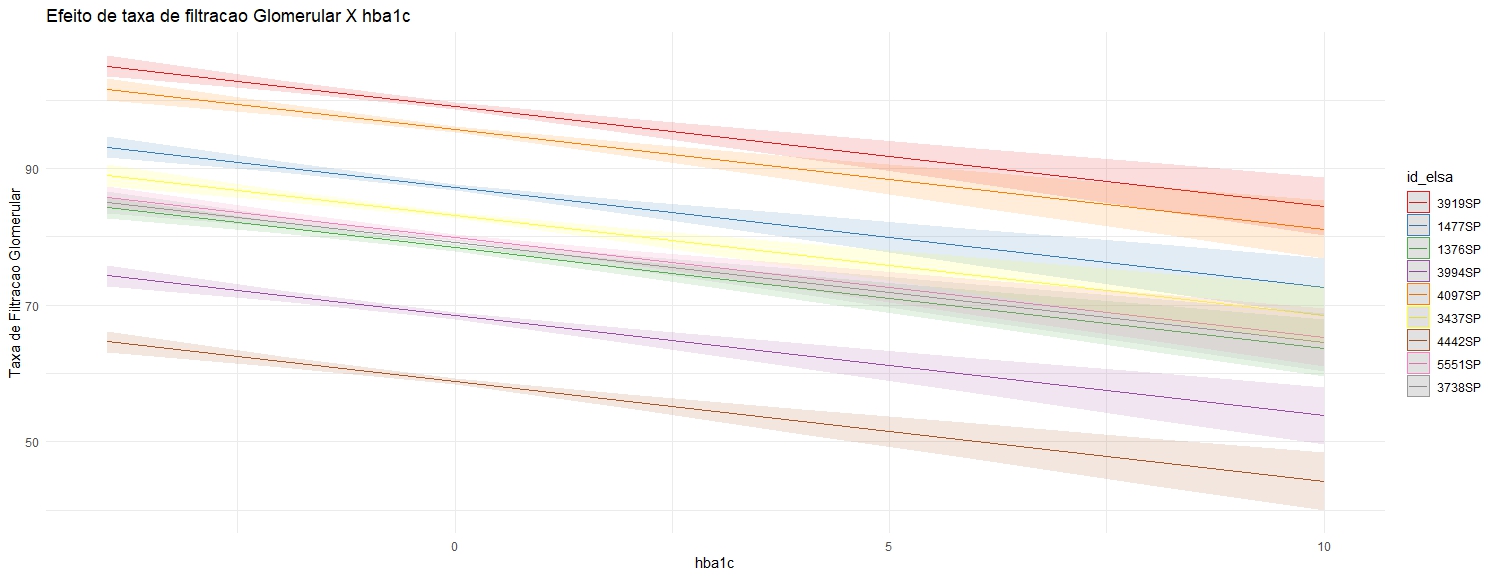 Efeito de taxa de filtracao Glomerular X hba1c
Taxa de Filtracao Glomerular
90
70
50
0
5
10
hba1c
id_elsa
3919SP
1477SP
1376SP
3994SP
4097SP
3437SP
4442SP
5551SP
3738SP